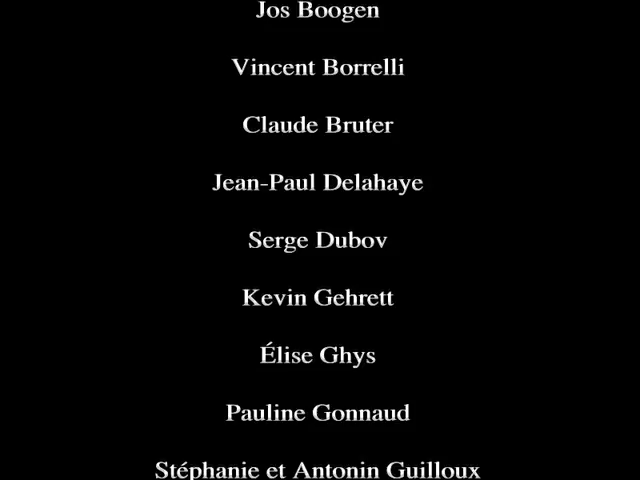 Jos Boogen
Vincent Borrelli
Claude Bruter
Jean-Paul Delahaye
Serge Dubov
Kevin Gehrett
Élise Ghys
Pauline Gonnaud
Stéphanie et Antonin Guilloux